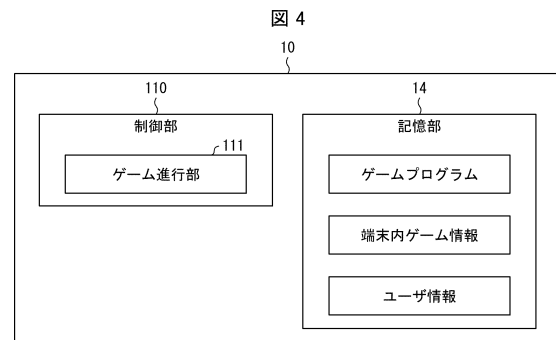 図 4
10
110
制御部
111
ゲーム進行部
14
記憶部
ゲームプログラム
端末内ゲーム情報
ユーザ情報